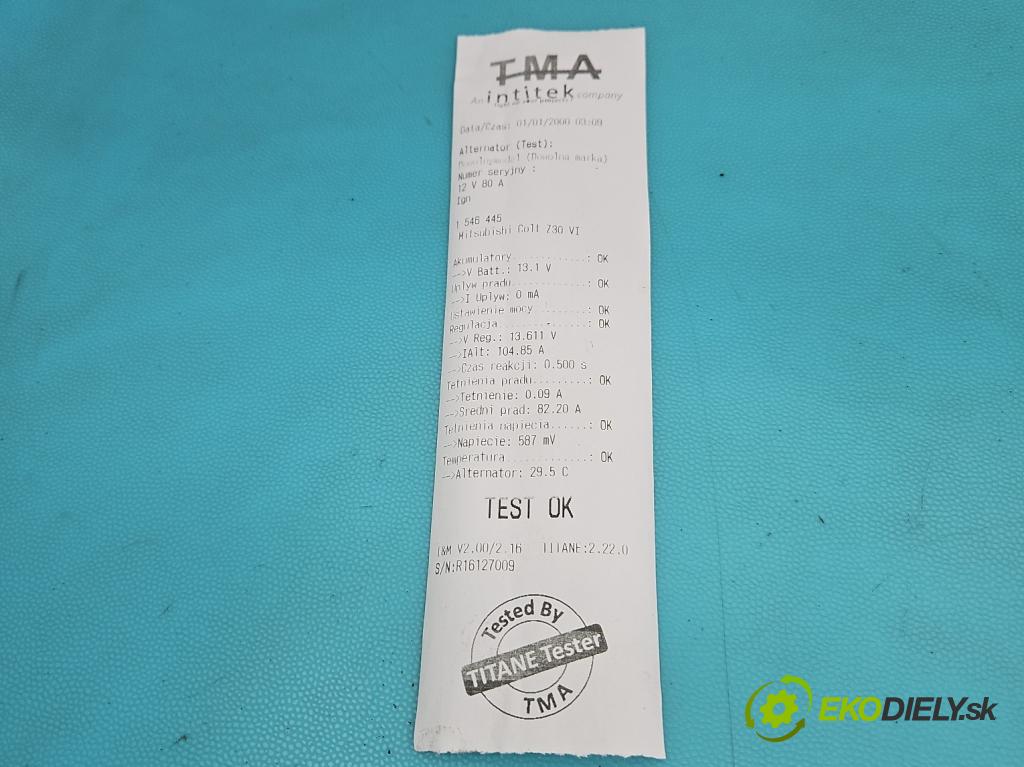 TMA
An intitek company
Data/Czas: 01/01/2000 03:09
Alternator (Test):
(Dowolna marka)
Numer seryjny :
12 V 80 A
Ign
1 546 445
Mitsubishi Colt Z30 VI
Akumulatory............: OK
-->V Batt.: 13.1 V
Uplyw pradu............: OK
-->I Uplyw: 0 mA
Ustawienie mocy........: OK
Regulacja..............: OK
-->V Reg.: 13.611 V
-->IAlt: 104.85 A
-->Czas reakcji: 0.500 s
Tetnienia pradu........: OK
-->Tetnienie: 0.09 A
-->Sredni prad: 82.20 A
Tetnienia napiecia.....: OK
-->Napiecie: 587 mV
Temperatura............: OK
-->Alternator: 29.5 C
TEST OK
T&M V2.00/2.16 TITANE:2.22.0
S/N:R16127009
Tested By
TITANE Tester
TMA
EKODIELY.sk